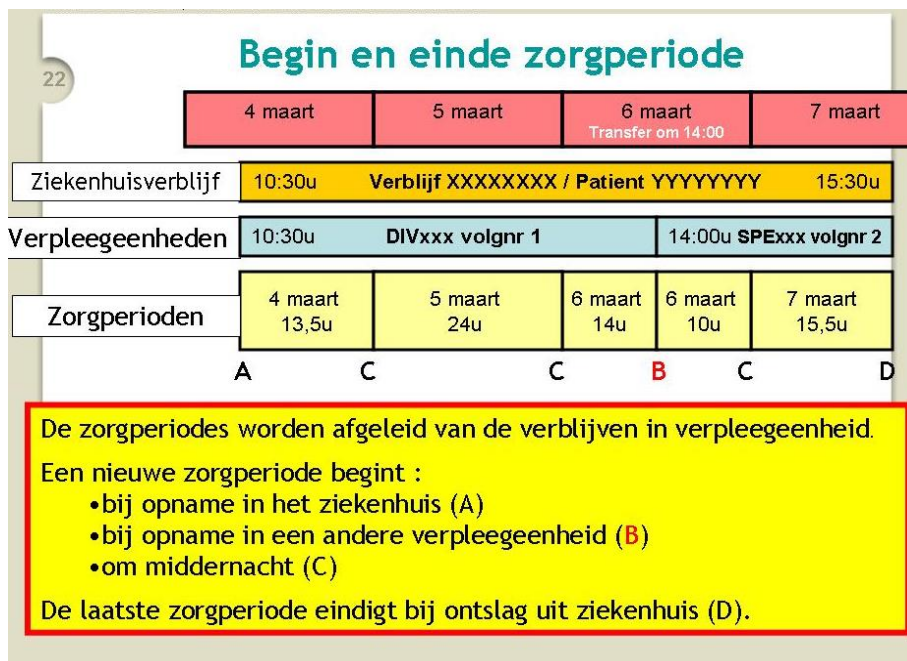 22
Begin en einde zorgperiode
4 maart 5 maart 6 maart 7 maart
Transfer om 14:00
Ziekenhuisverblijf 10:30u Verblijf XXXXXXXX / Patient YYYYYYYY 15:30u
Verpleegeenheden 10:30u DIVxxx volgnr 1 14:00u SPExxx volgnr 2
Zorgperioden 4 maart 5 maart 6 maart 6 maart 7 maart
13,5u 24u 14u 10u 15,5u
A C C B C D
De zorgperiodes worden afgeleid van de verblijven in verpleegeenheid.
Een nieuwe zorgperiode begint :
•bij opname in het ziekenhuis (A)
•bij opname in een andere verpleegeenheid (B)
•om middernacht (C)
De laatste zorgperiode eindigt bij ontslag uit ziekenhuis (D).